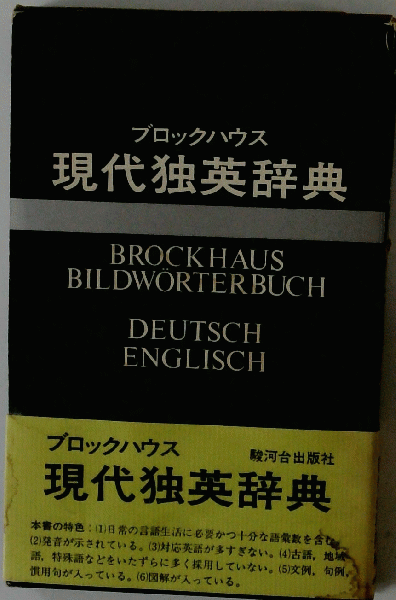 ブロックハウス
現代独英辞典
BROCKHAUS
BILDWÖRTERBUCH
DEUTSCH
ENGLISCH
ブロックハウス
駿河台出版社
現代独英辞典
本書の特色:(1)日常の言語生活に必要かつ十分な語彙数を含む。
(2)発音が示されている。(3)対応英語が多すぎない。(4)古語，地域
語，特殊語などをいたずらに多く採用していない。(5)文例，句例，
慣用句が入っている。(6)図解が入っている。